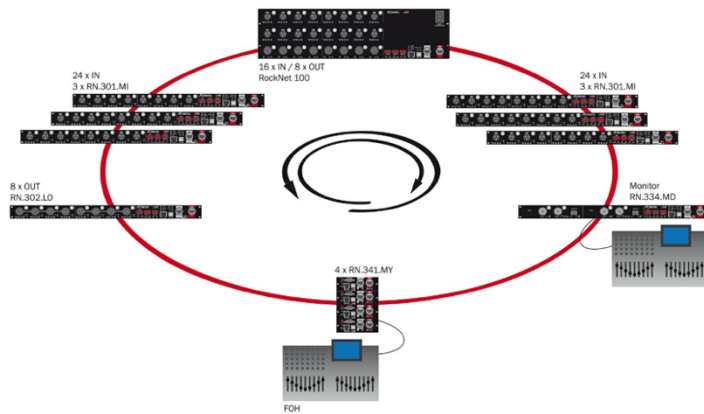 16 x IN / 8 x OUT
RockNet 100
24 x IN
3 x RN.301.MI
24 x IN
3 x RN.301.MI
8 x OUT
RN.302.LO
Monitor
RN.334.MD
4 x RN.341.MY
FOH